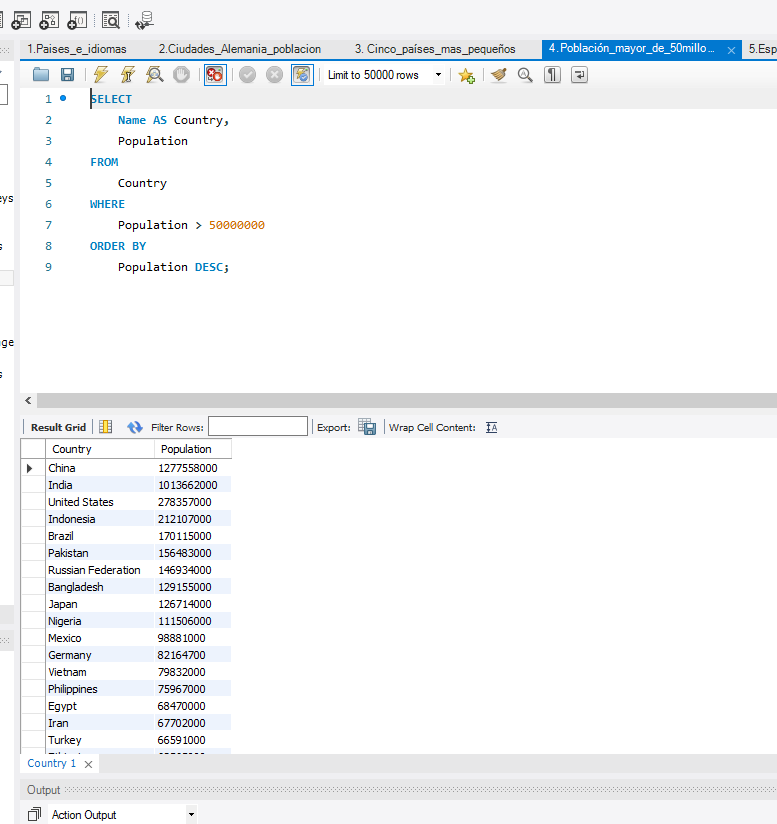 1.Paises_e_idiomas 2.Ciudades_Alemania_poblacion 3. Cinco_países_mas_pequeños 4.Población_mayor_de_50millo... 5.Esp
Limit to 50000 rows
1 SELECT
2 Name AS Country,
3 Population
4 FROM
5 Country
6 WHERE
7 Population > 50000000
8 ORDER BY
9 Population DESC;
eys
s
age
s
Result Grid Filter Rows: Export: Wrap Cell Content:
Country Population
China 1277558000
India 1013662000
United States 278357000
Indonesia 212107000
Brazil 170115000
Pakistan 156483000
Russian Federation 146934000
Bangladesh 129155000
Japan 126714000
Nigeria 111506000
Mexico 98881000
Germany 82164700
Vietnam 79832000
Philippines 75967000
Egypt 68470000
Iran 67702000
Turkey 66591000
Country 1
Output
Action Output